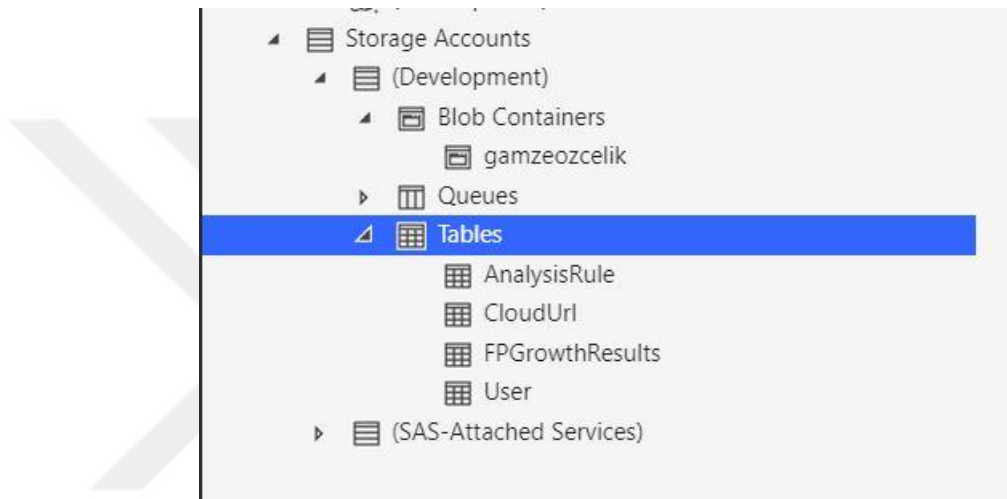 Storage Accounts
(Development)
Blob Containers
gamzeozcelik
Queues
Tables
AnalysisRule
CloudUrl
FPGrowthResults
User
(SAS-Attached Services)